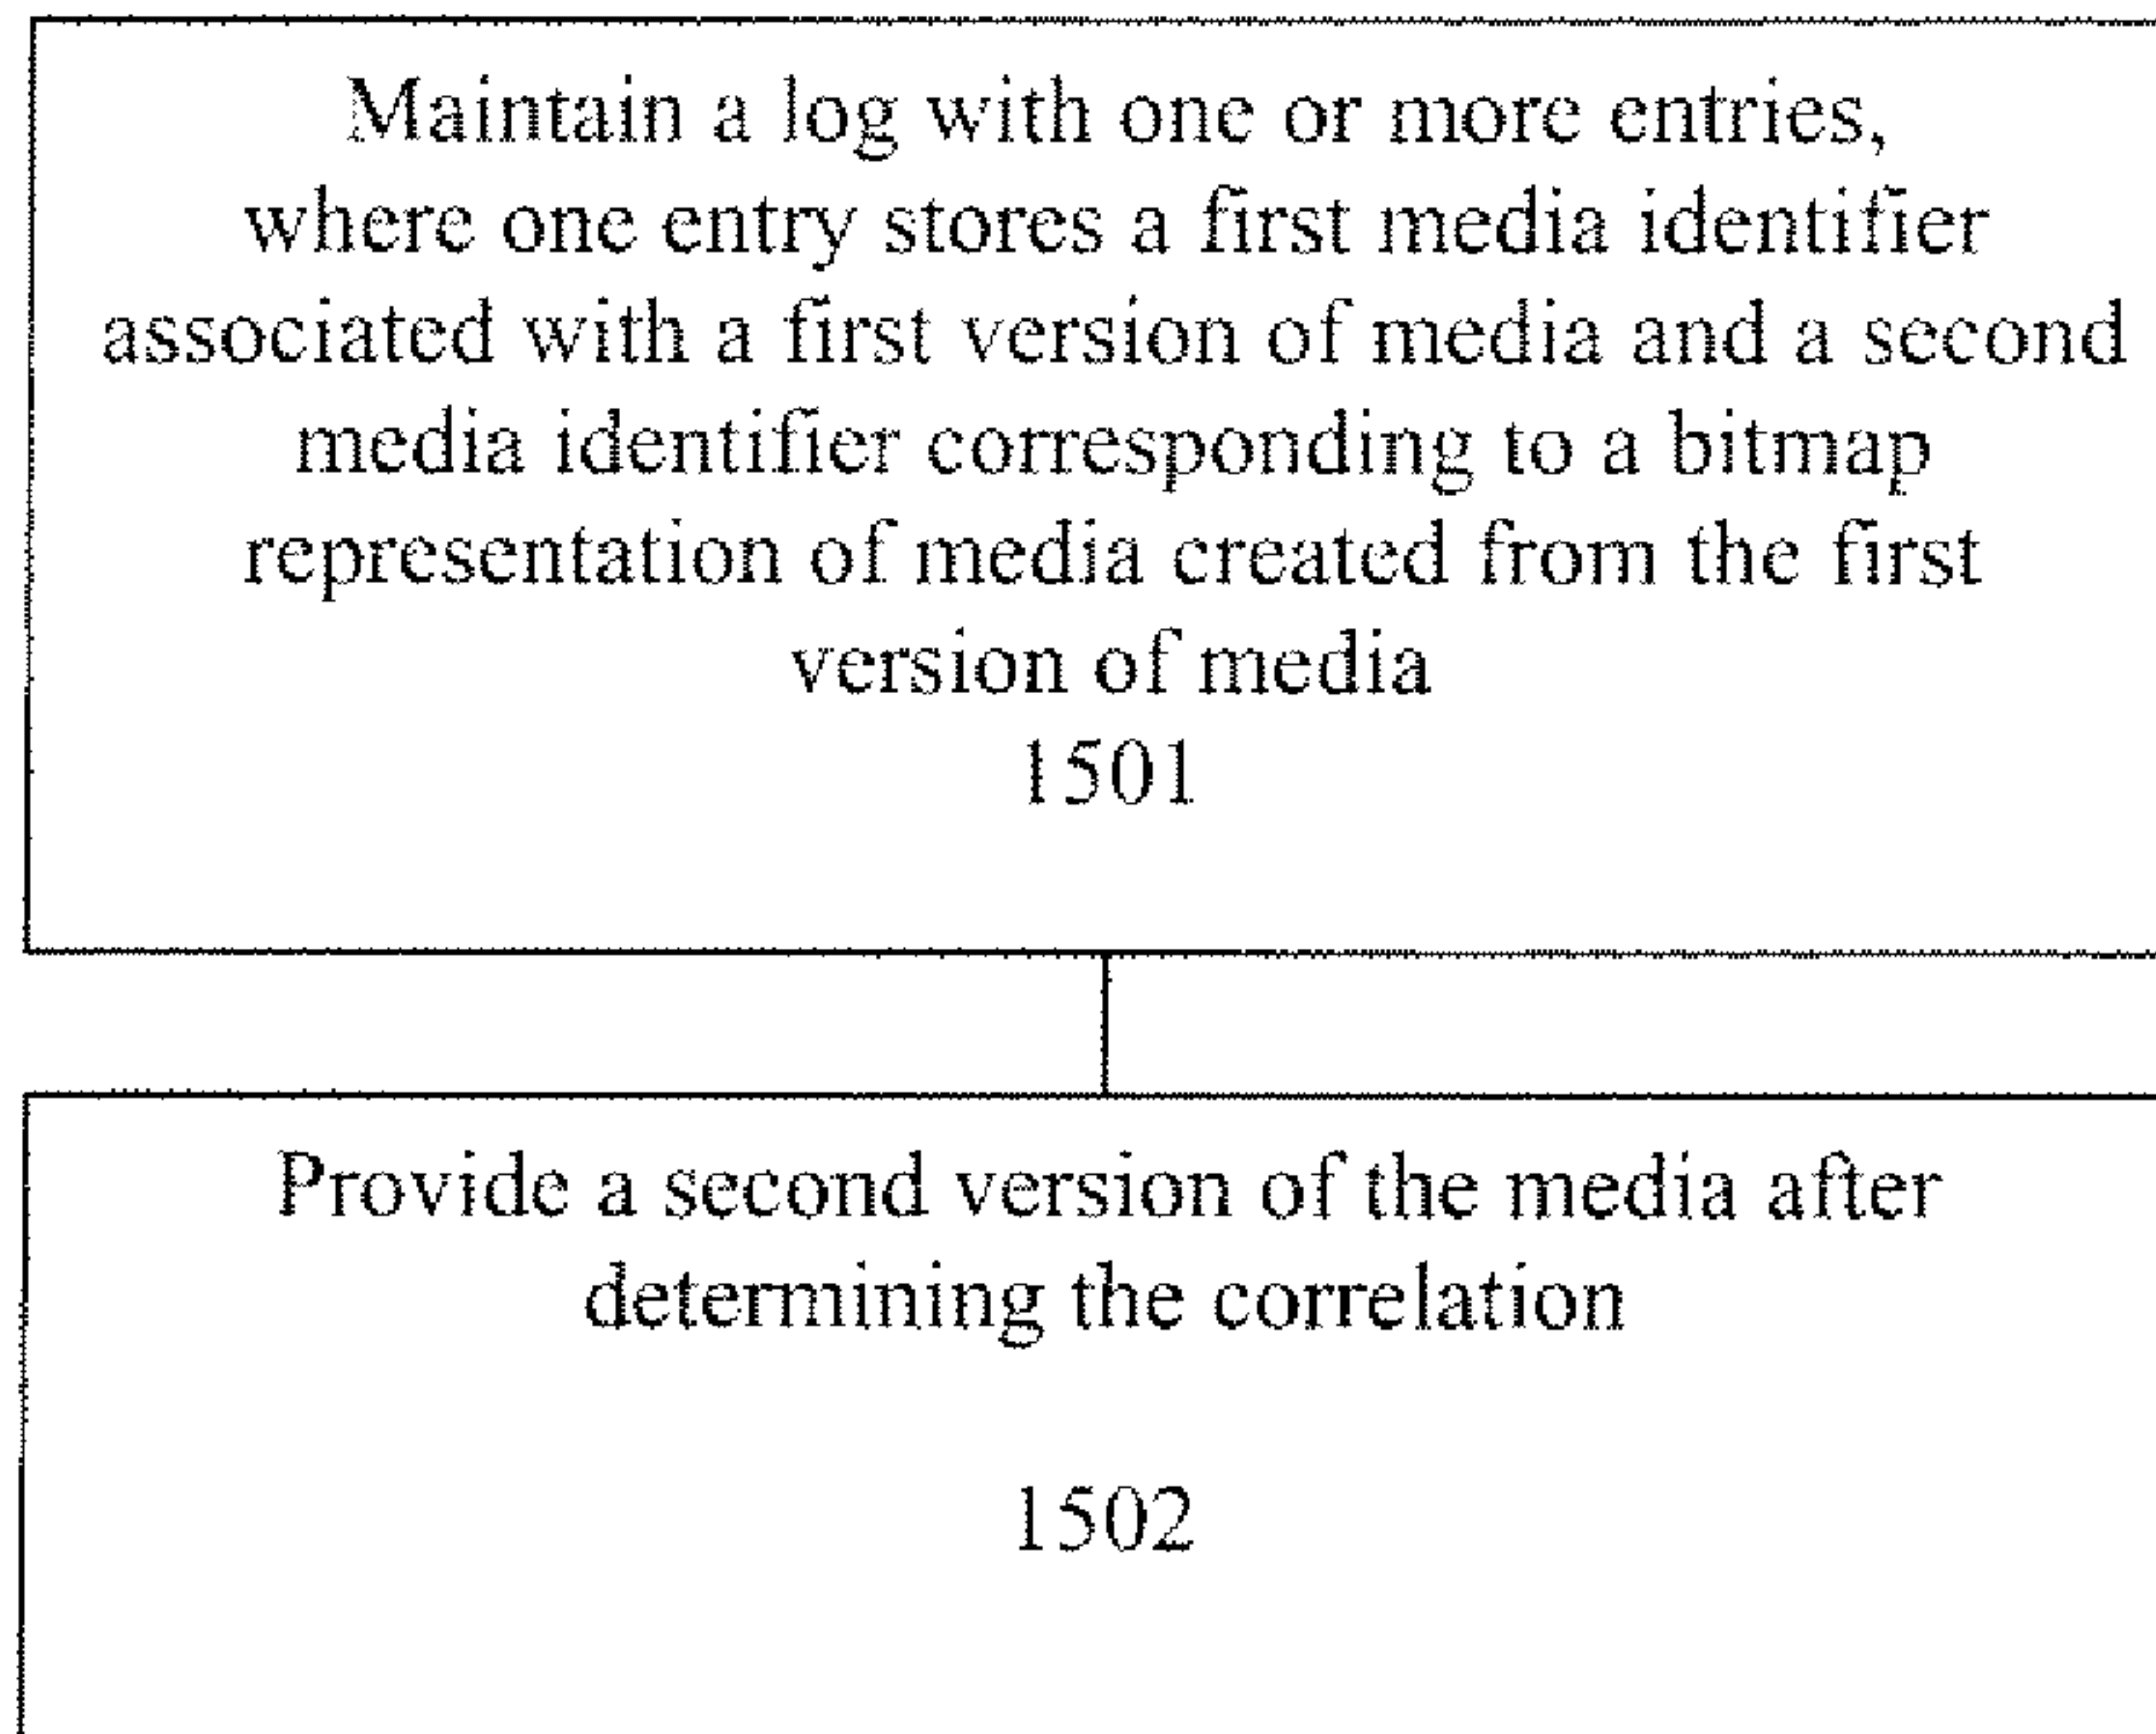 Maintain a log with one or more entries,
where one entry stores a first media identifier
associated with a first version of media and a second
media identifier corresponding to a bitmap
representation of media created from the first
version of media
1501
Provide a second version of the media after
determining the correlation
1502